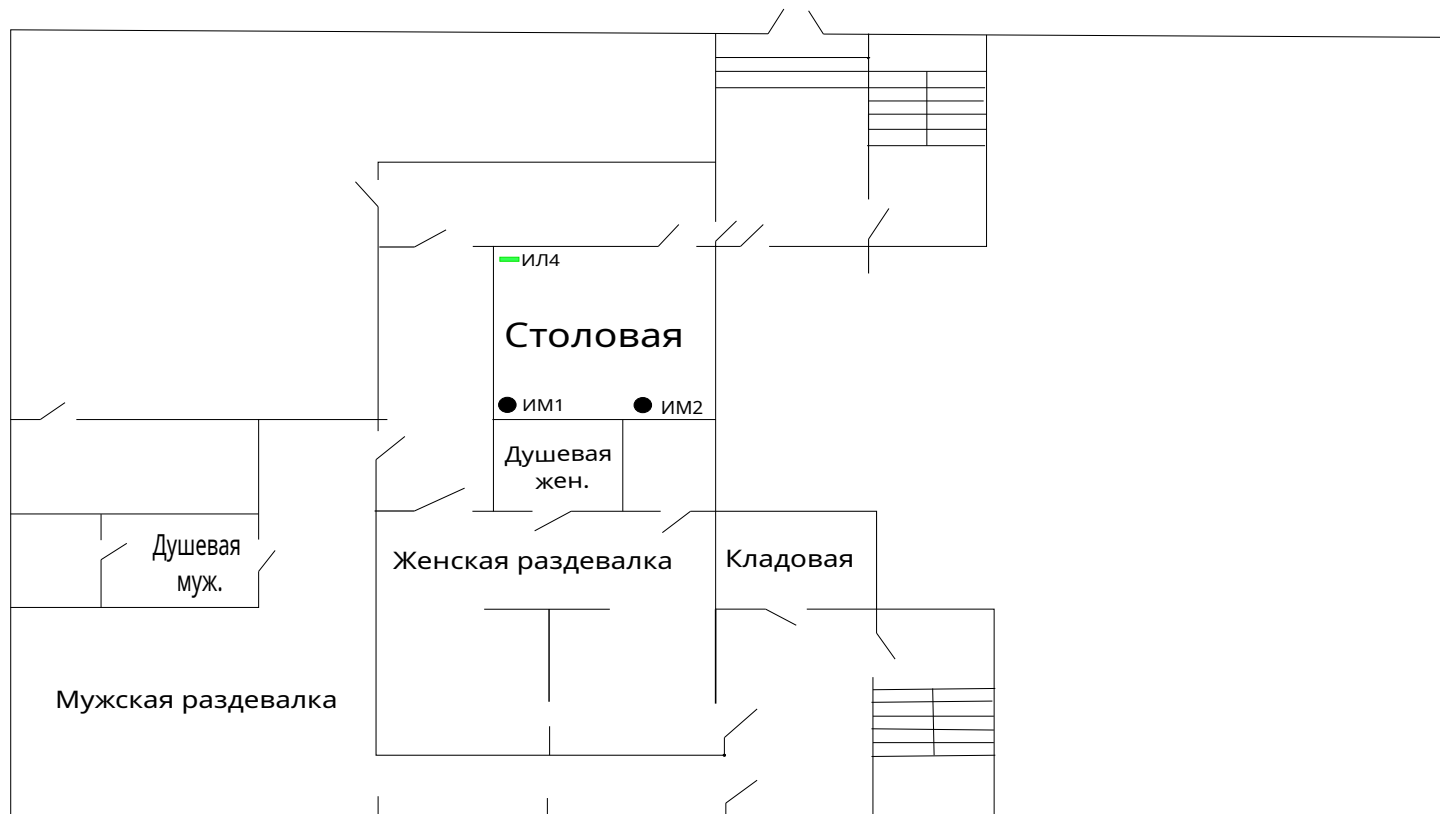 ИЛ4
Столовая
ИМ1
ИМ2
Душевая
жен.
Душевая
муж.
Женская раздевалка
Кладовая
Мужская раздевалка